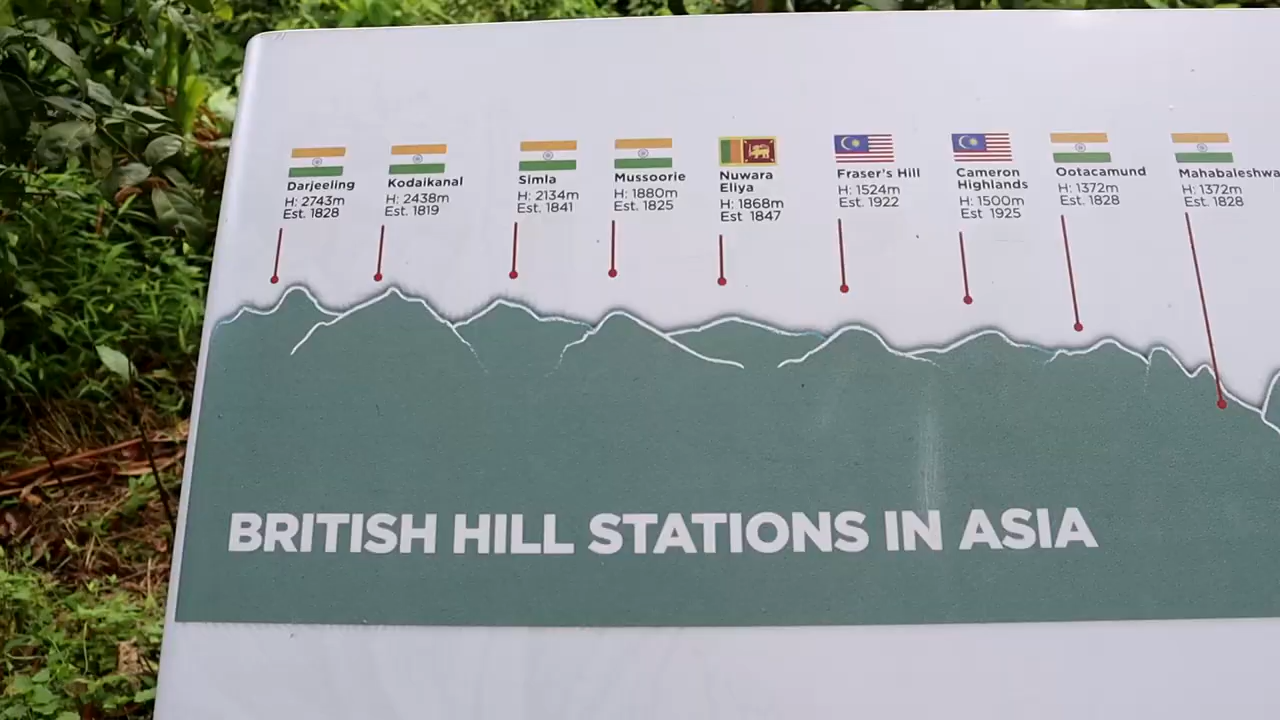 Darjeeling
H: 2743m
Est. 1828
Kodaikanal
H: 2438m
Est. 1819
Simla
H: 2134m
Est. 1841
Mussoorie
H: 1880m
Est. 1825
Nuwara
Eliya
H: 1868m
Est 1847
Fraser's Hill
H: 1524m
Est. 1922
Cameron
Highlands
H: 1500m
Est 1925
Ootacamund
H: 1372m
Est. 1828
Mahabaleshwa
H: 1372m
Est. 1828
BRITISH HILL STATIONS IN ASIA